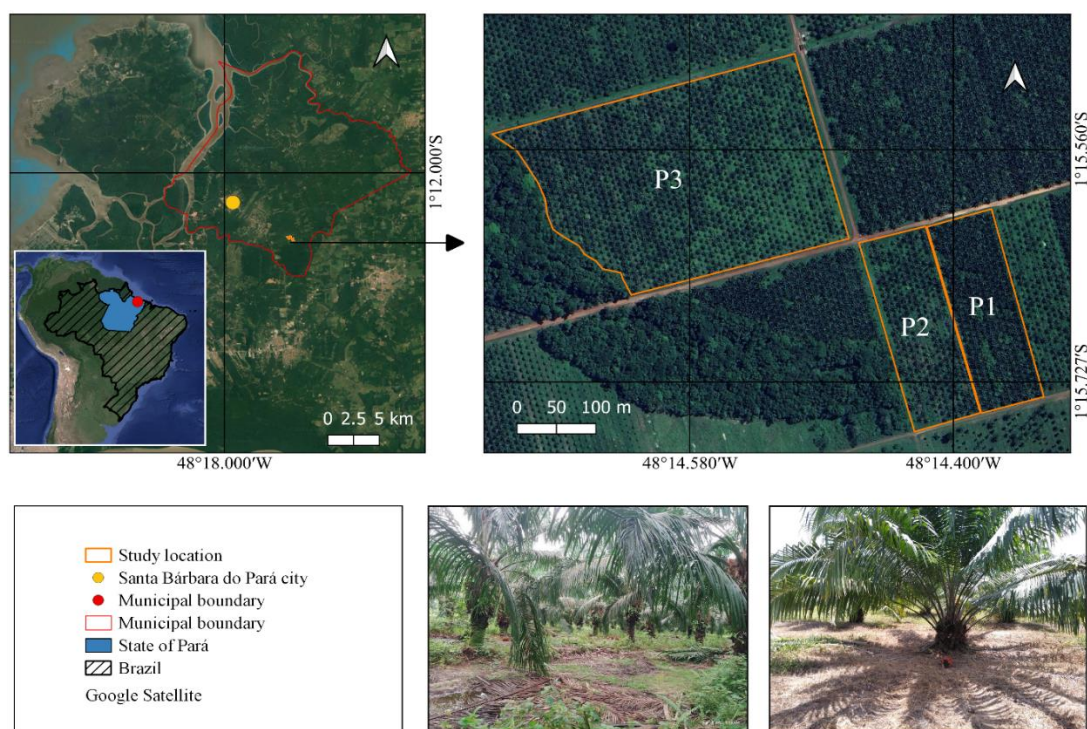 1°12.000'S
0 2.5 5 km
48°18.000'W
P3
P2
P1
1°15.560'S
1°15.727'S
0 50 100 m
48°14.580'W
48°14.400'W
Study location
Santa Bárbara do Pará city
Municipal boundary
Municipal boundary
State of Pará
Brazil
Google Satellite